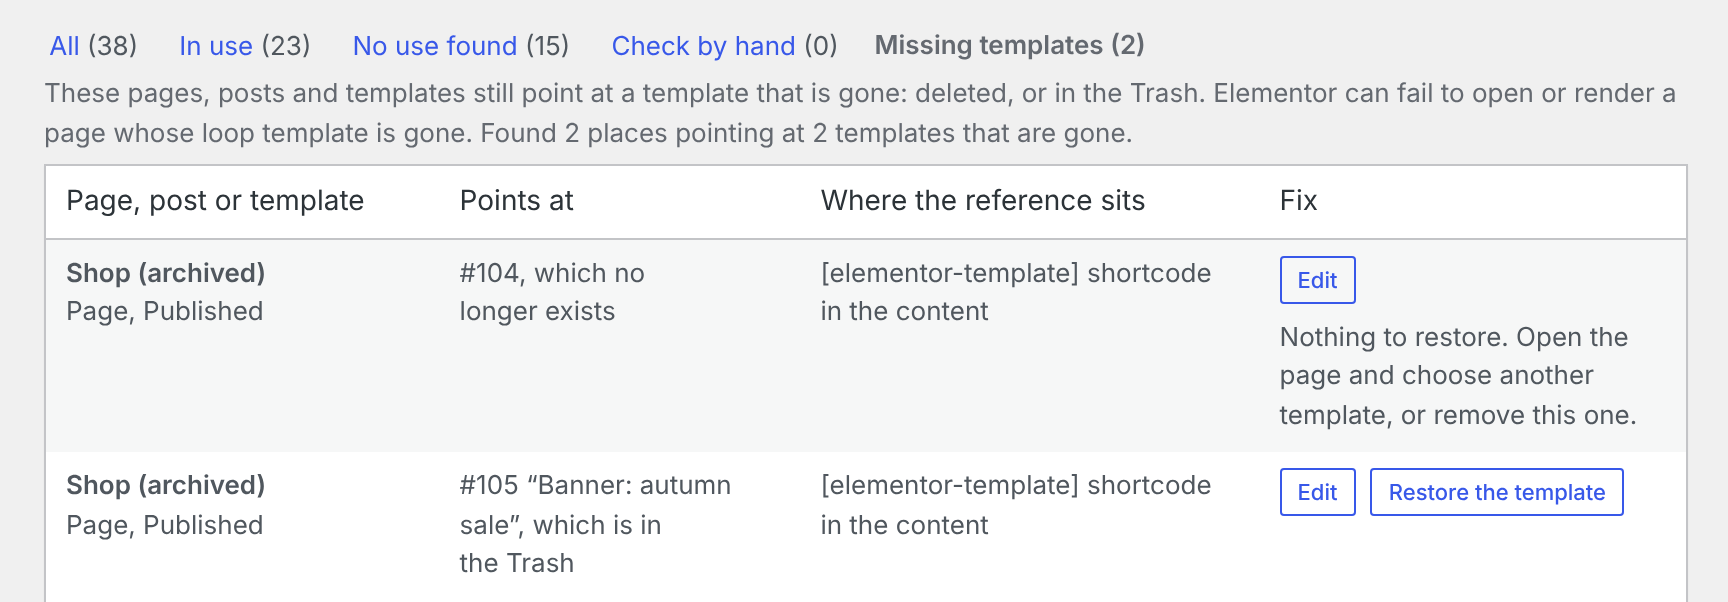 All (38) In use (23) No use found (15) Check by hand (0) Missing templates (2)
These pages, posts and templates still point at a template that is gone: deleted, or in the Trash. Elementor can fail to open or render a
page whose loop template is gone. Found 2 places pointing at 2 templates that are gone.
Page, post or template Points at Where the reference sits Fix
Shop (archived)
Page, Published
#104, which no
longer exists
[elementor-template] shortcode
in the content
Edit
Nothing to restore. Open the
page and choose another
template, or remove this one.
Shop (archived)
Page, Published
#105 “Banner: autumn
sale”, which is in
the Trash
[elementor-template] shortcode
in the content
Edit Restore the template